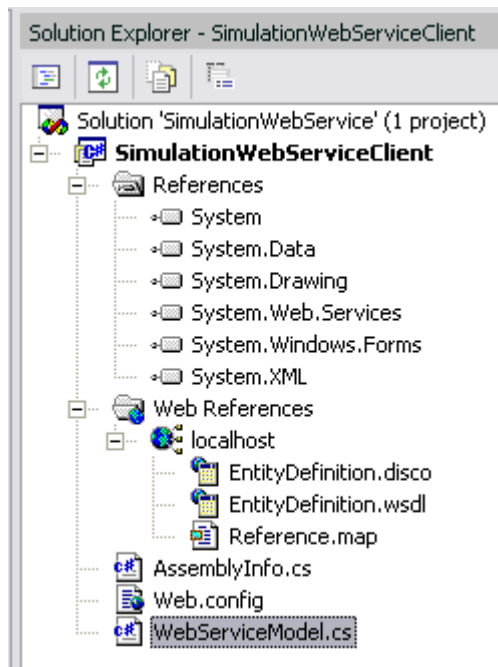 Solution Explorer - SimulationWebServiceClient
Solution 'SimulationWebService' (1 project)
SimulationWebServiceClient
References
System
System.Data
System.Drawing
System.Web.Services
System.Windows.Forms
System.XML
Web References
localhost
EntityDefinition.disco
EntityDefinition.wsdl
Reference.map
AssemblyInfo.cs
Web.config
WebServiceModel.cs